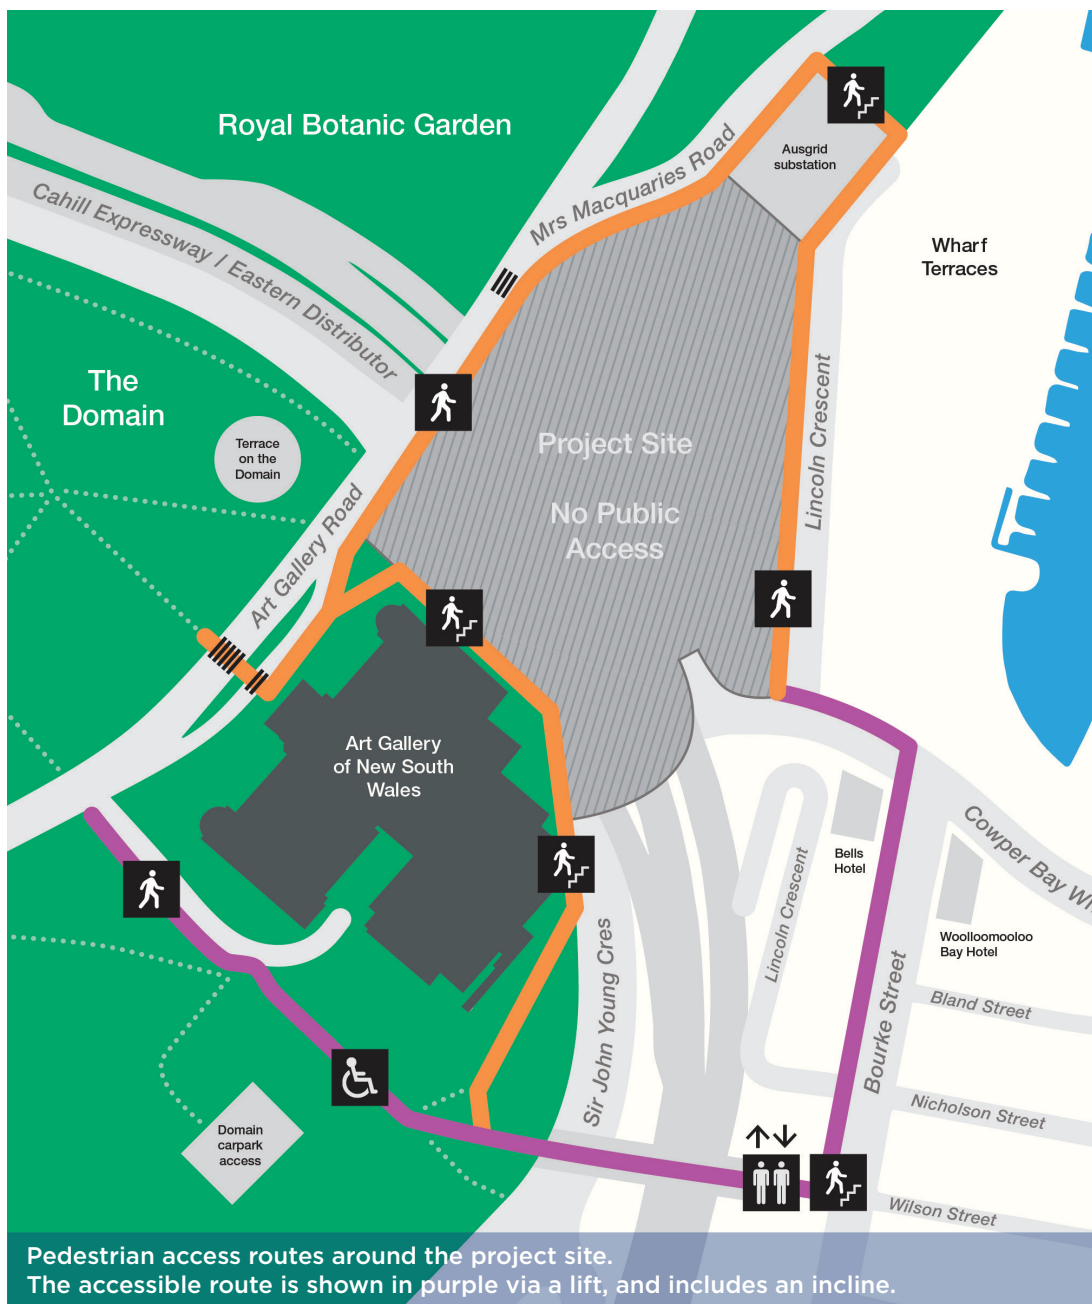 Royal Botanic Garden
Cahill Expressway / Eastern Distributor
Mrs Macquaries Road
Ausgrid
substation
Wharf
Terraces
The
Domain
Terrace
on the
Domain
Art Gallery Road
Project Site
No Public
Access
Lincoln Crescent
Art Gallery
of New South
Wales
Bells
Hotel
Cowper Bay
Woolloomooloo
Bay Hotel
Lincoln Crescent
Sir John Young Cres
Bourke Street
Bland Street
Nicholson Street
Wilson Street
Domain
carpark
access
Pedestrian access routes around the project site.
The accessible route is shown in purple via a lift, and includes an incline.